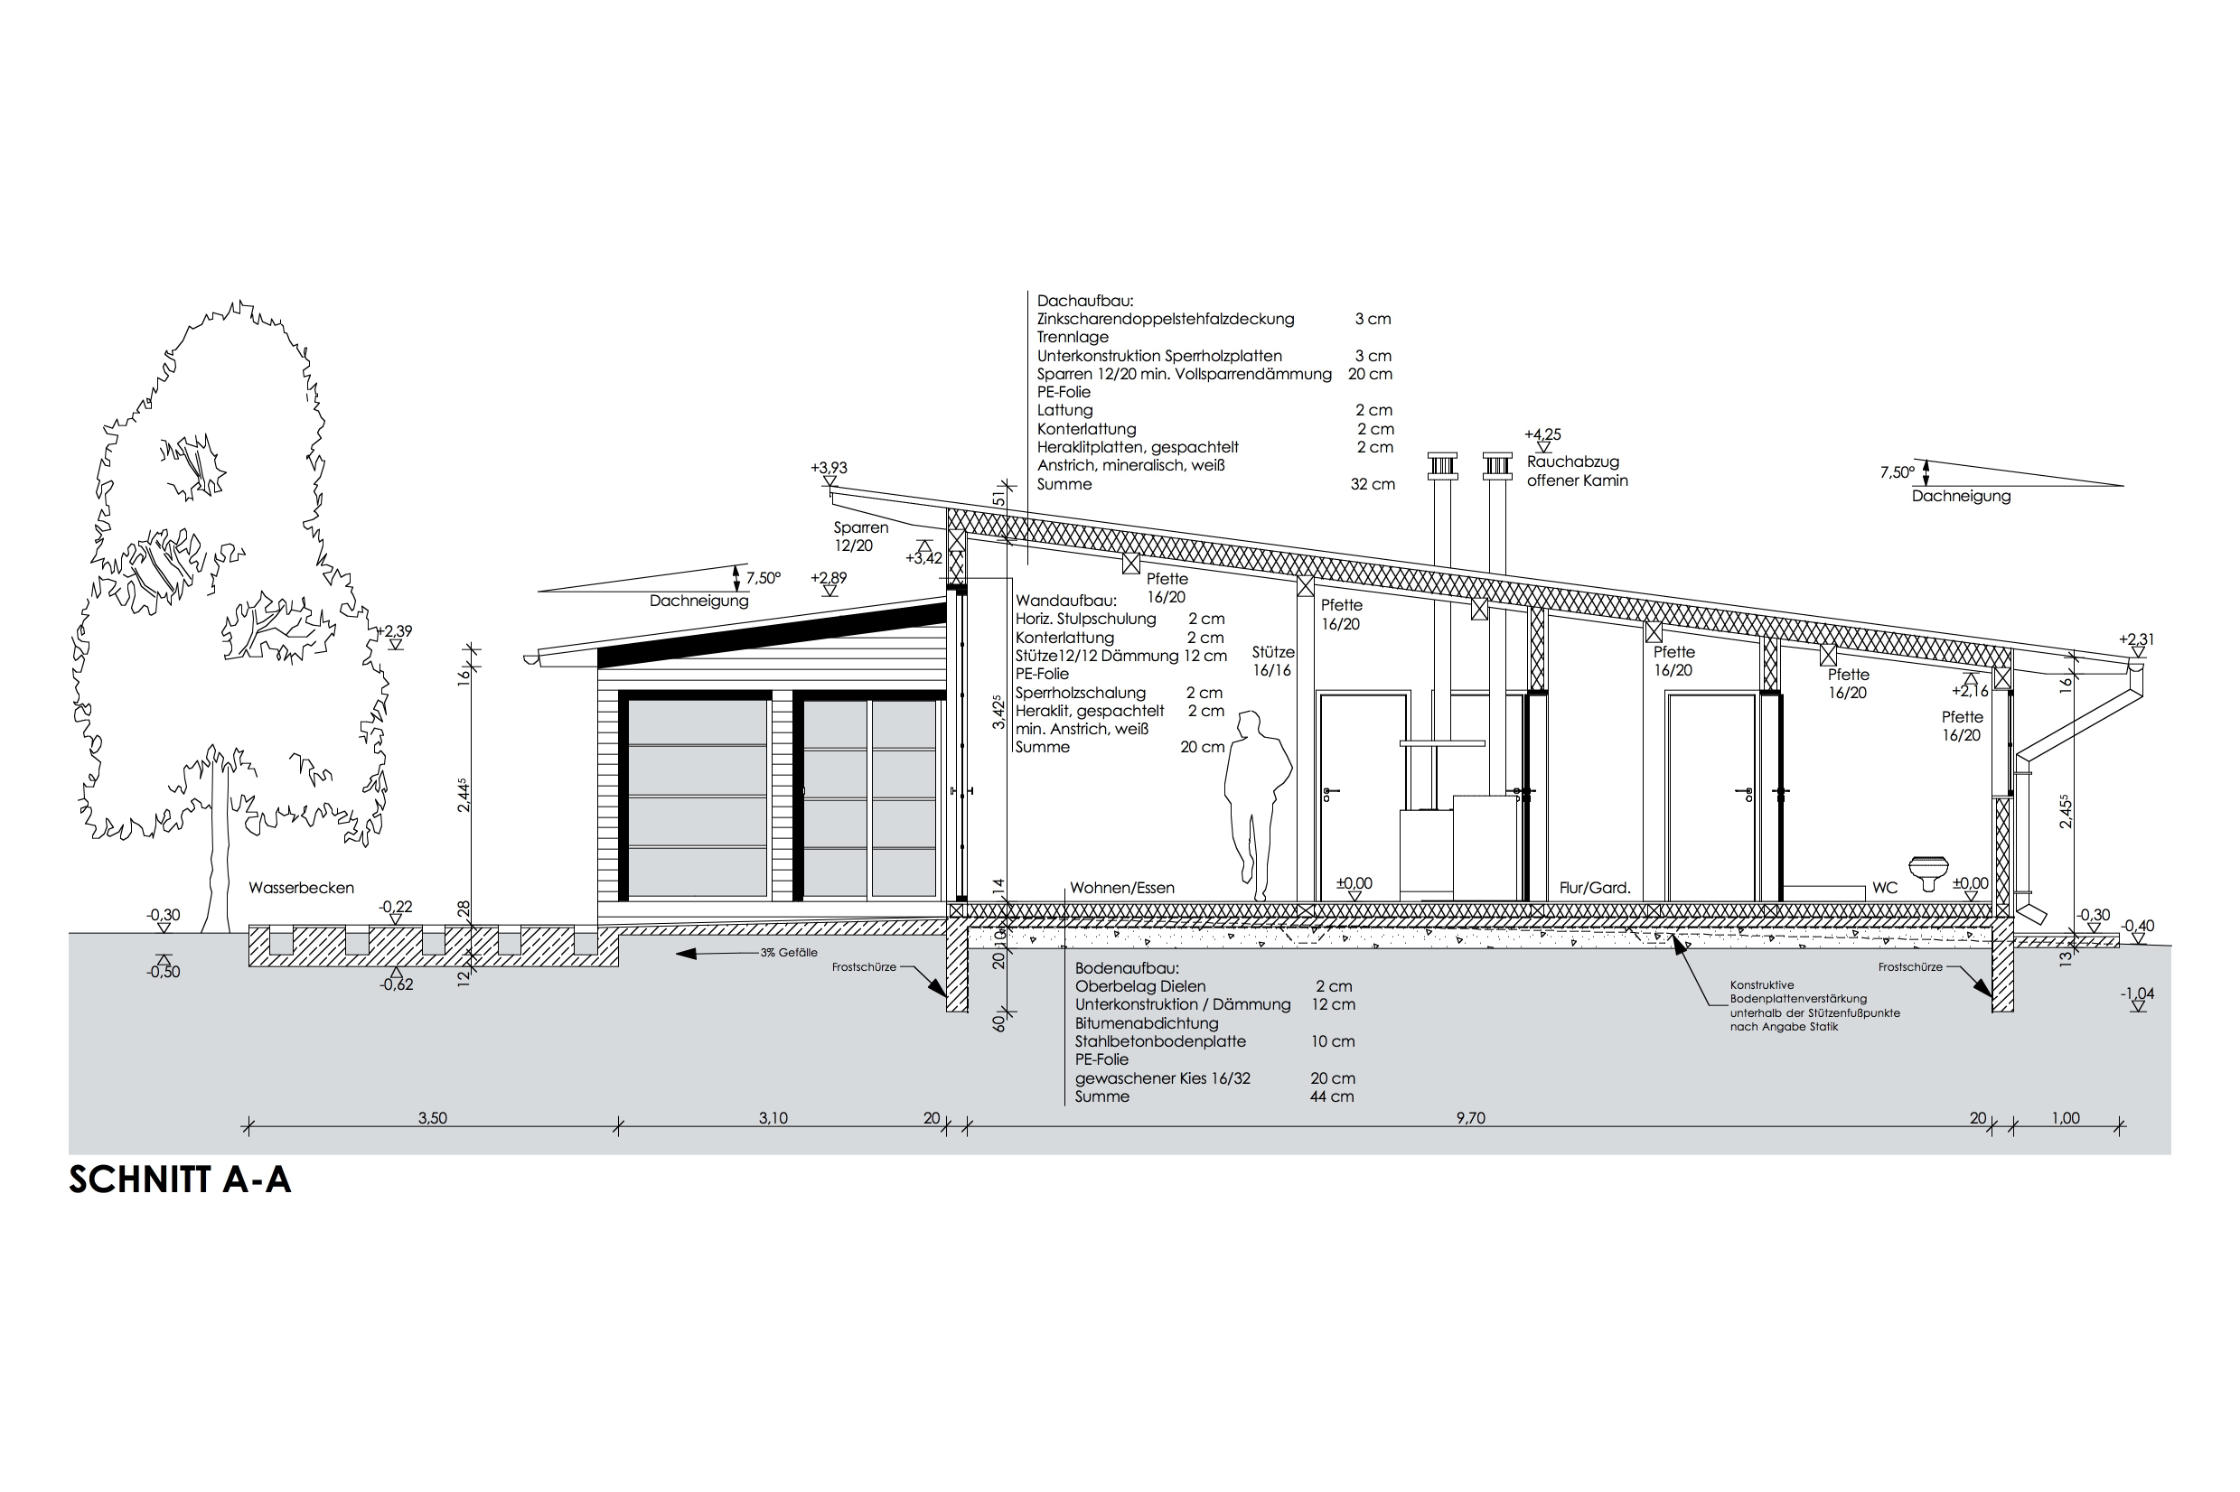 Dachaufbau:
Zinkscharendoppelstehfalzdeckung 3 cm
Trennlage
Unterkonstruktion Sperrholzplatten 3 cm
Sparren 12/20 min. Vollsparrendämmung 20 cm
PE-Folie
Lattung 2 cm
Konterlattung 2 cm
Heraklitplatten, gespachtelt 2 cm
Anstrich, mineralisch, weiß
Summe 32 cm
+4,25
Rauchabzug
offener Kamin
7,50°
Dachneigung
+3,93
51
Sparren
12/20
+3,42
7,50°
Dachneigung
+2,89
+2,39
16
2,44⁵
28
12
Wandaufbau:
Horiz. Stulpschulung 2 cm
Konterlattung 2 cm
Stütze12/12 Dämmung 12 cm
PE-Folie
Sperrholzschalung 2 cm
Heraklit, gespachtelt 2 cm
min. Anstrich, weiß
Summe 20 cm
3,42⁵
14
10
20
60
Pfette
16/20
Pfette
16/20
Stütze
16/16
Pfette
16/20
Pfette
16/20
Pfette
16/20
+2,31
+2,16
16
2,45⁵
13
Wasserbecken
-0,30
-0,50
-0,22
-0,62
3% Gefälle
Frostschürze
Wohnen/Essen
±0,00
Flur/Gard.
WC
±0,00
-0,30
-0,40
-1,04
Frostschürze
Bodenaufbau:
Oberbelag Dielen 2 cm
Unterkonstruktion / Dämmung 12 cm
Bitumenabdichtung
Stahlbetonbodenplatte 10 cm
PE-Folie
gewaschener Kies 16/32 20 cm
Summe 44 cm
Konstruktive
Bodenplattenverstärkung
unterhalb der Stützenfußpunkte
nach Angabe Statik
3,50 3,10 20 9,70 20 1,00
SCHNITT A-A